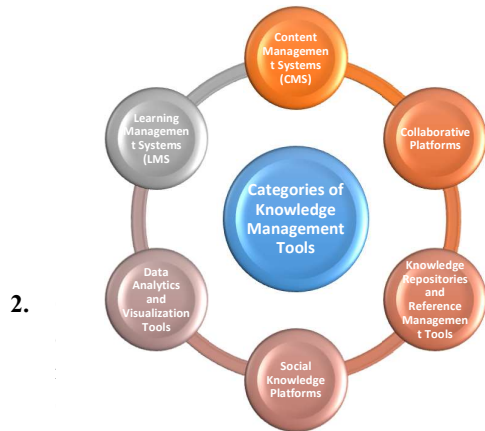 Content
Managemen
t Systems
(CMS)
Collaborative
Platforms
Knowledge
Repositories
and
Reference
Managemen
t Tools
Social
Knowledge
Platforms
Data
Analytics
and
Visualization
Tools
Learning
Managemen
t Systems
(LMS
Categories of
Knowledge
Management
Tools
2.